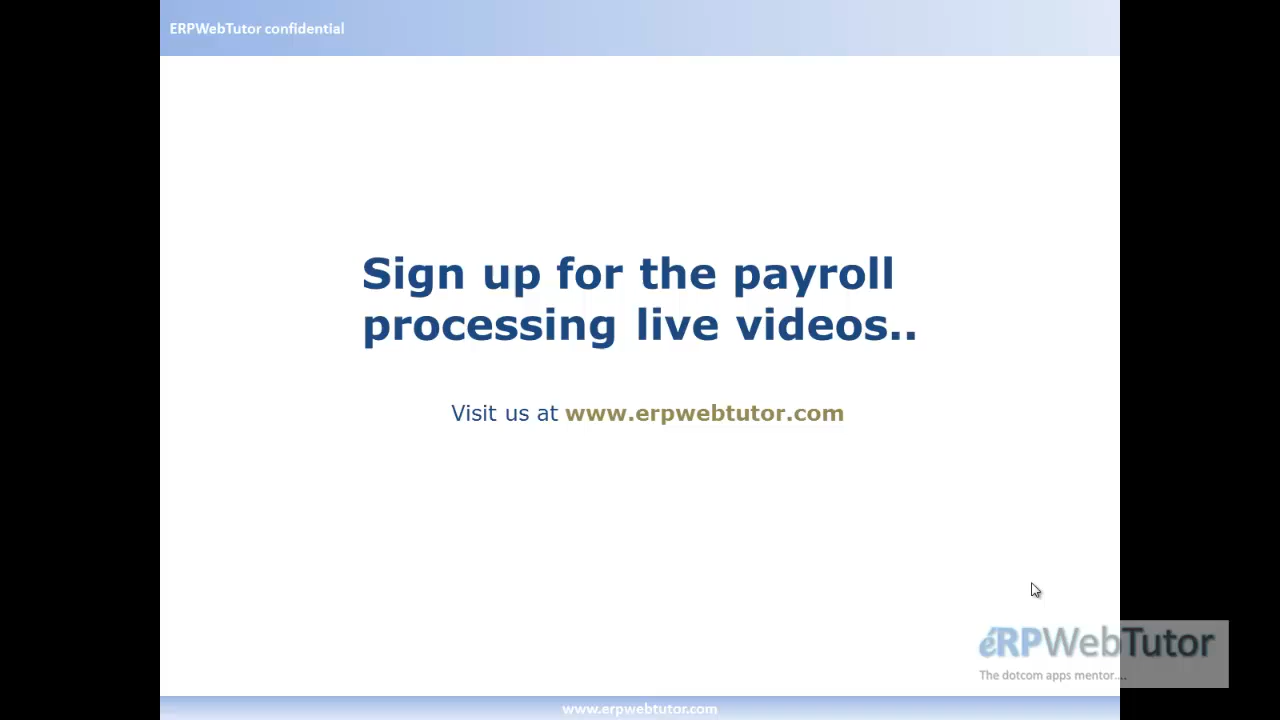 ERPWebTutor confidential
Sign up for the payroll
processing live videos..
Visit us at www.erpwebtutor.com
éRPWebTutor
The dotcom apps mentor....
www.erpwebtutor.com